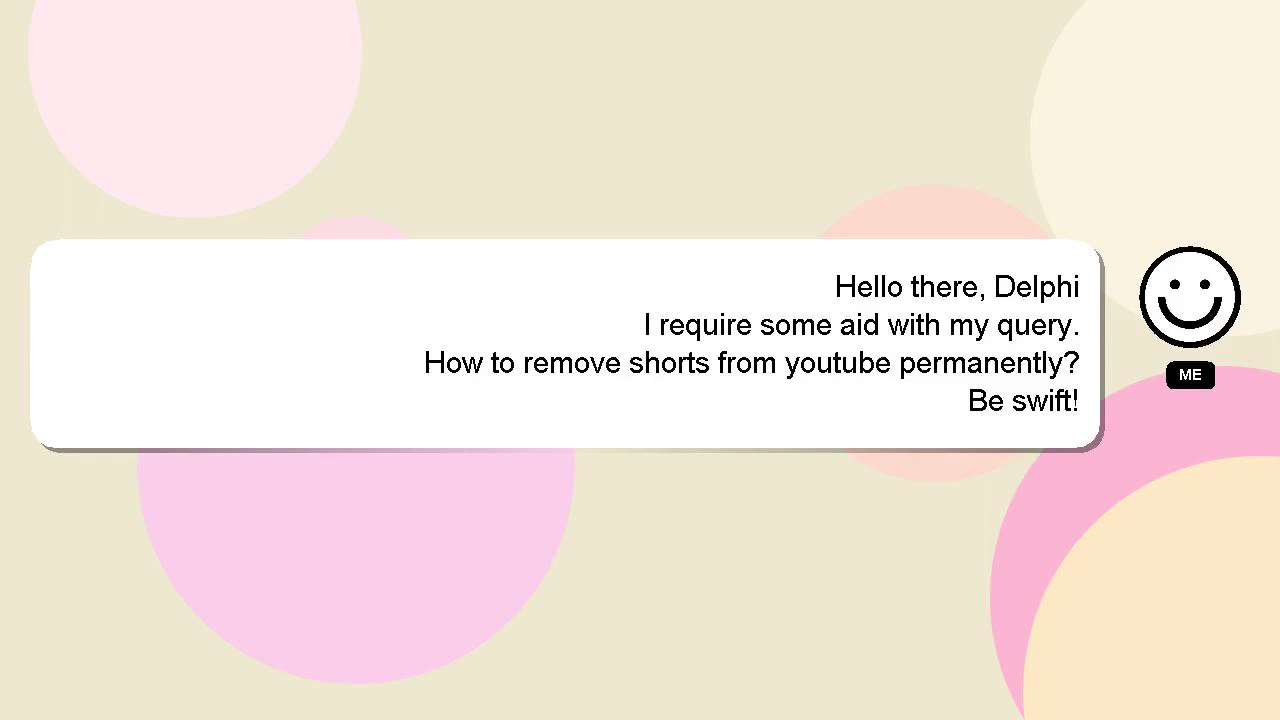 Hello there, Delphi
I require some aid with my query.
How to remove shorts from youtube permanently?
Be swift!
ME